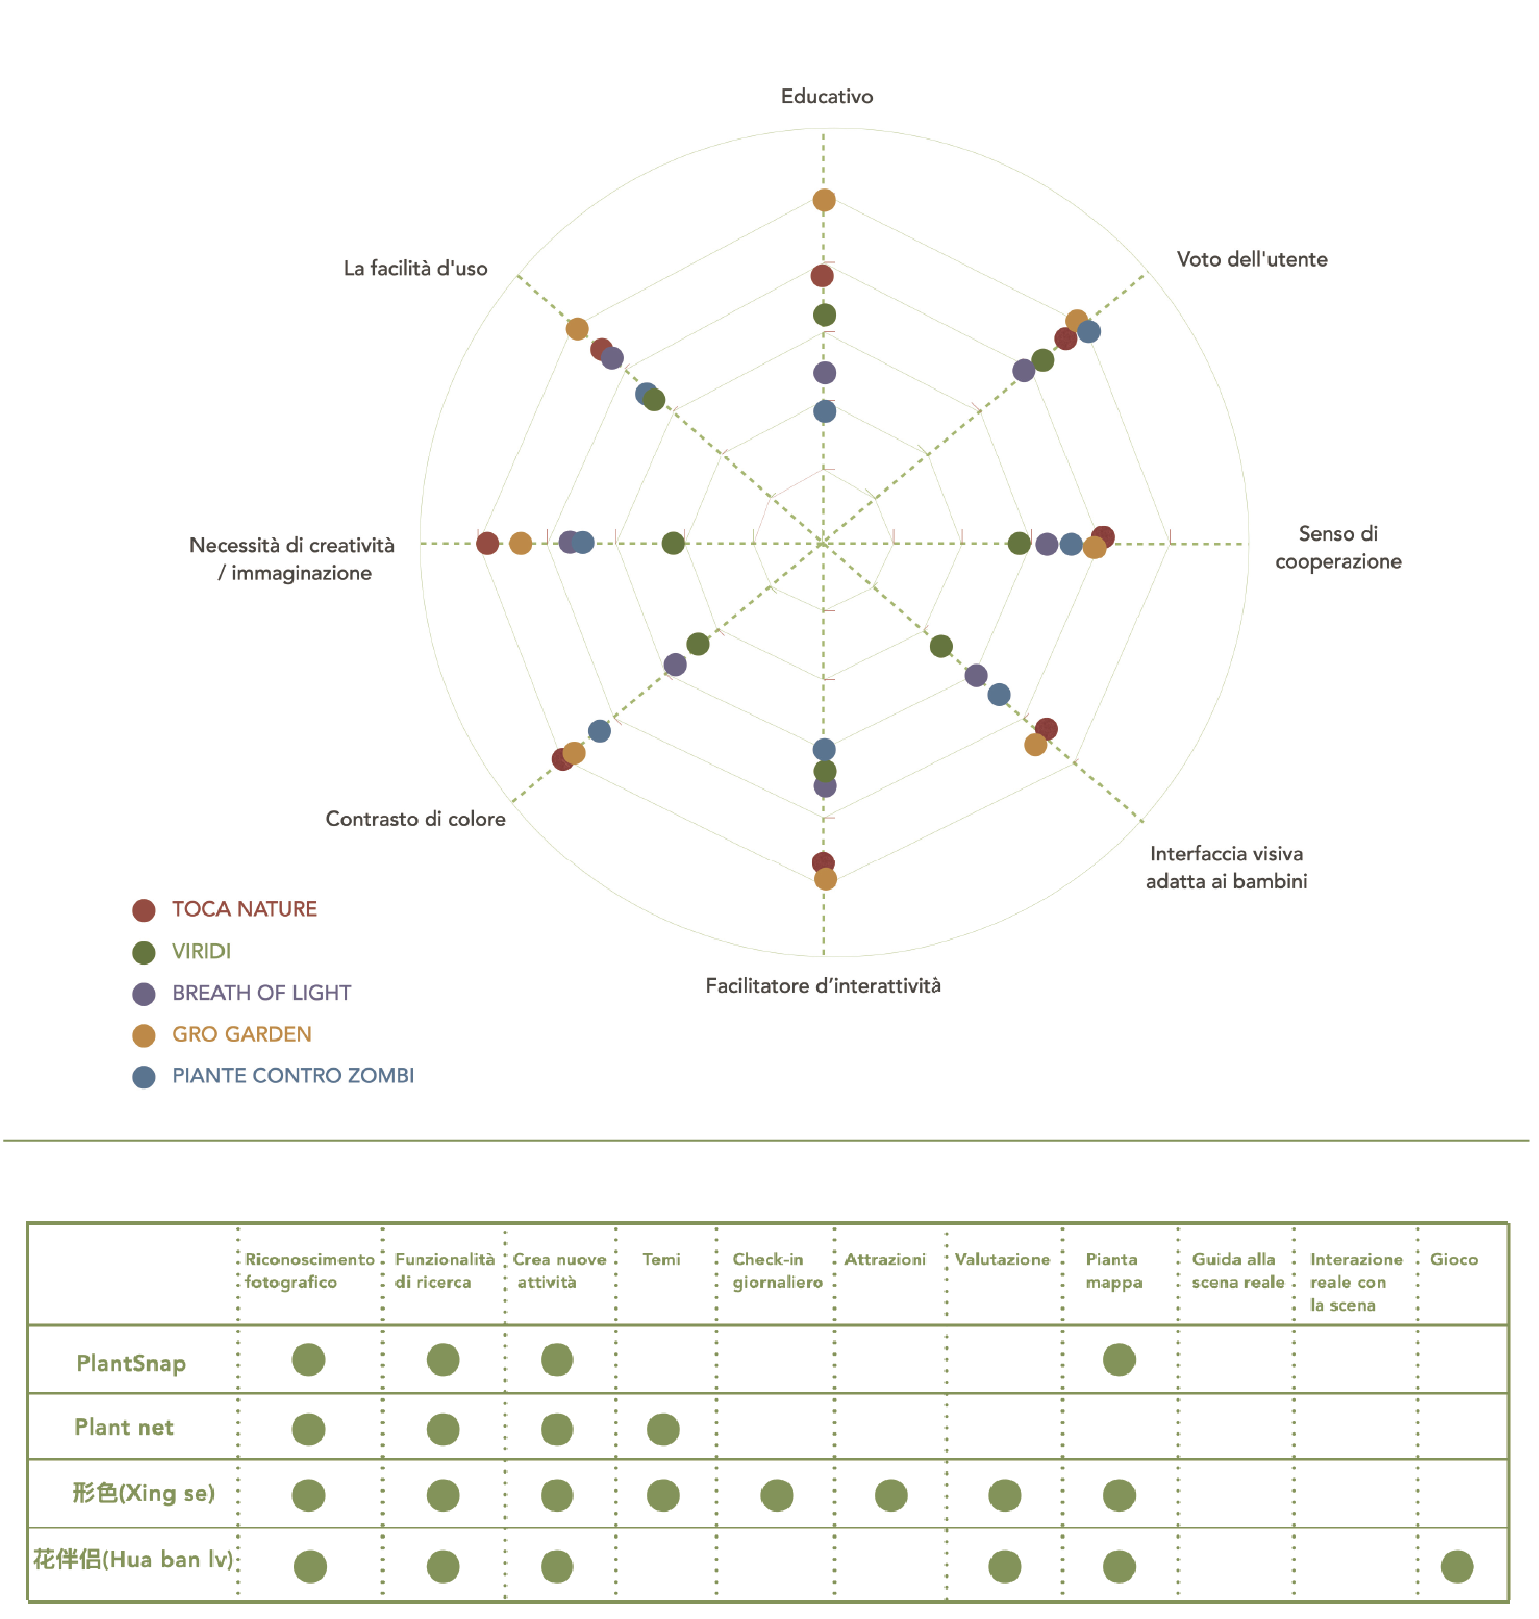 Educativo
La facilità d'uso
Voto dell'utente
Necessità di creatività
/ immaginazione
Senso di
cooperazione
Contrasto di colore
Interfaccia visiva
adatta ai bambini
Facilitatore d’interattività
TOCA NATURE
VIRIDI
BREATH OF LIGHT
GRO GARDEN
PIANTE CONTRO ZOMBI
Riconoscimento
fotografico
Funzionalità
di ricerca
Crea nuove
attività
Temi
Check-in
giornaliero
Attrazioni
Valutazione
Pianta
mappa
Guida alla
scena reale
Interazione
reale con
la scena
Gioco
PlantSnap
Plant net
形色(Xing se)
花伴侣(Hua ban lv)